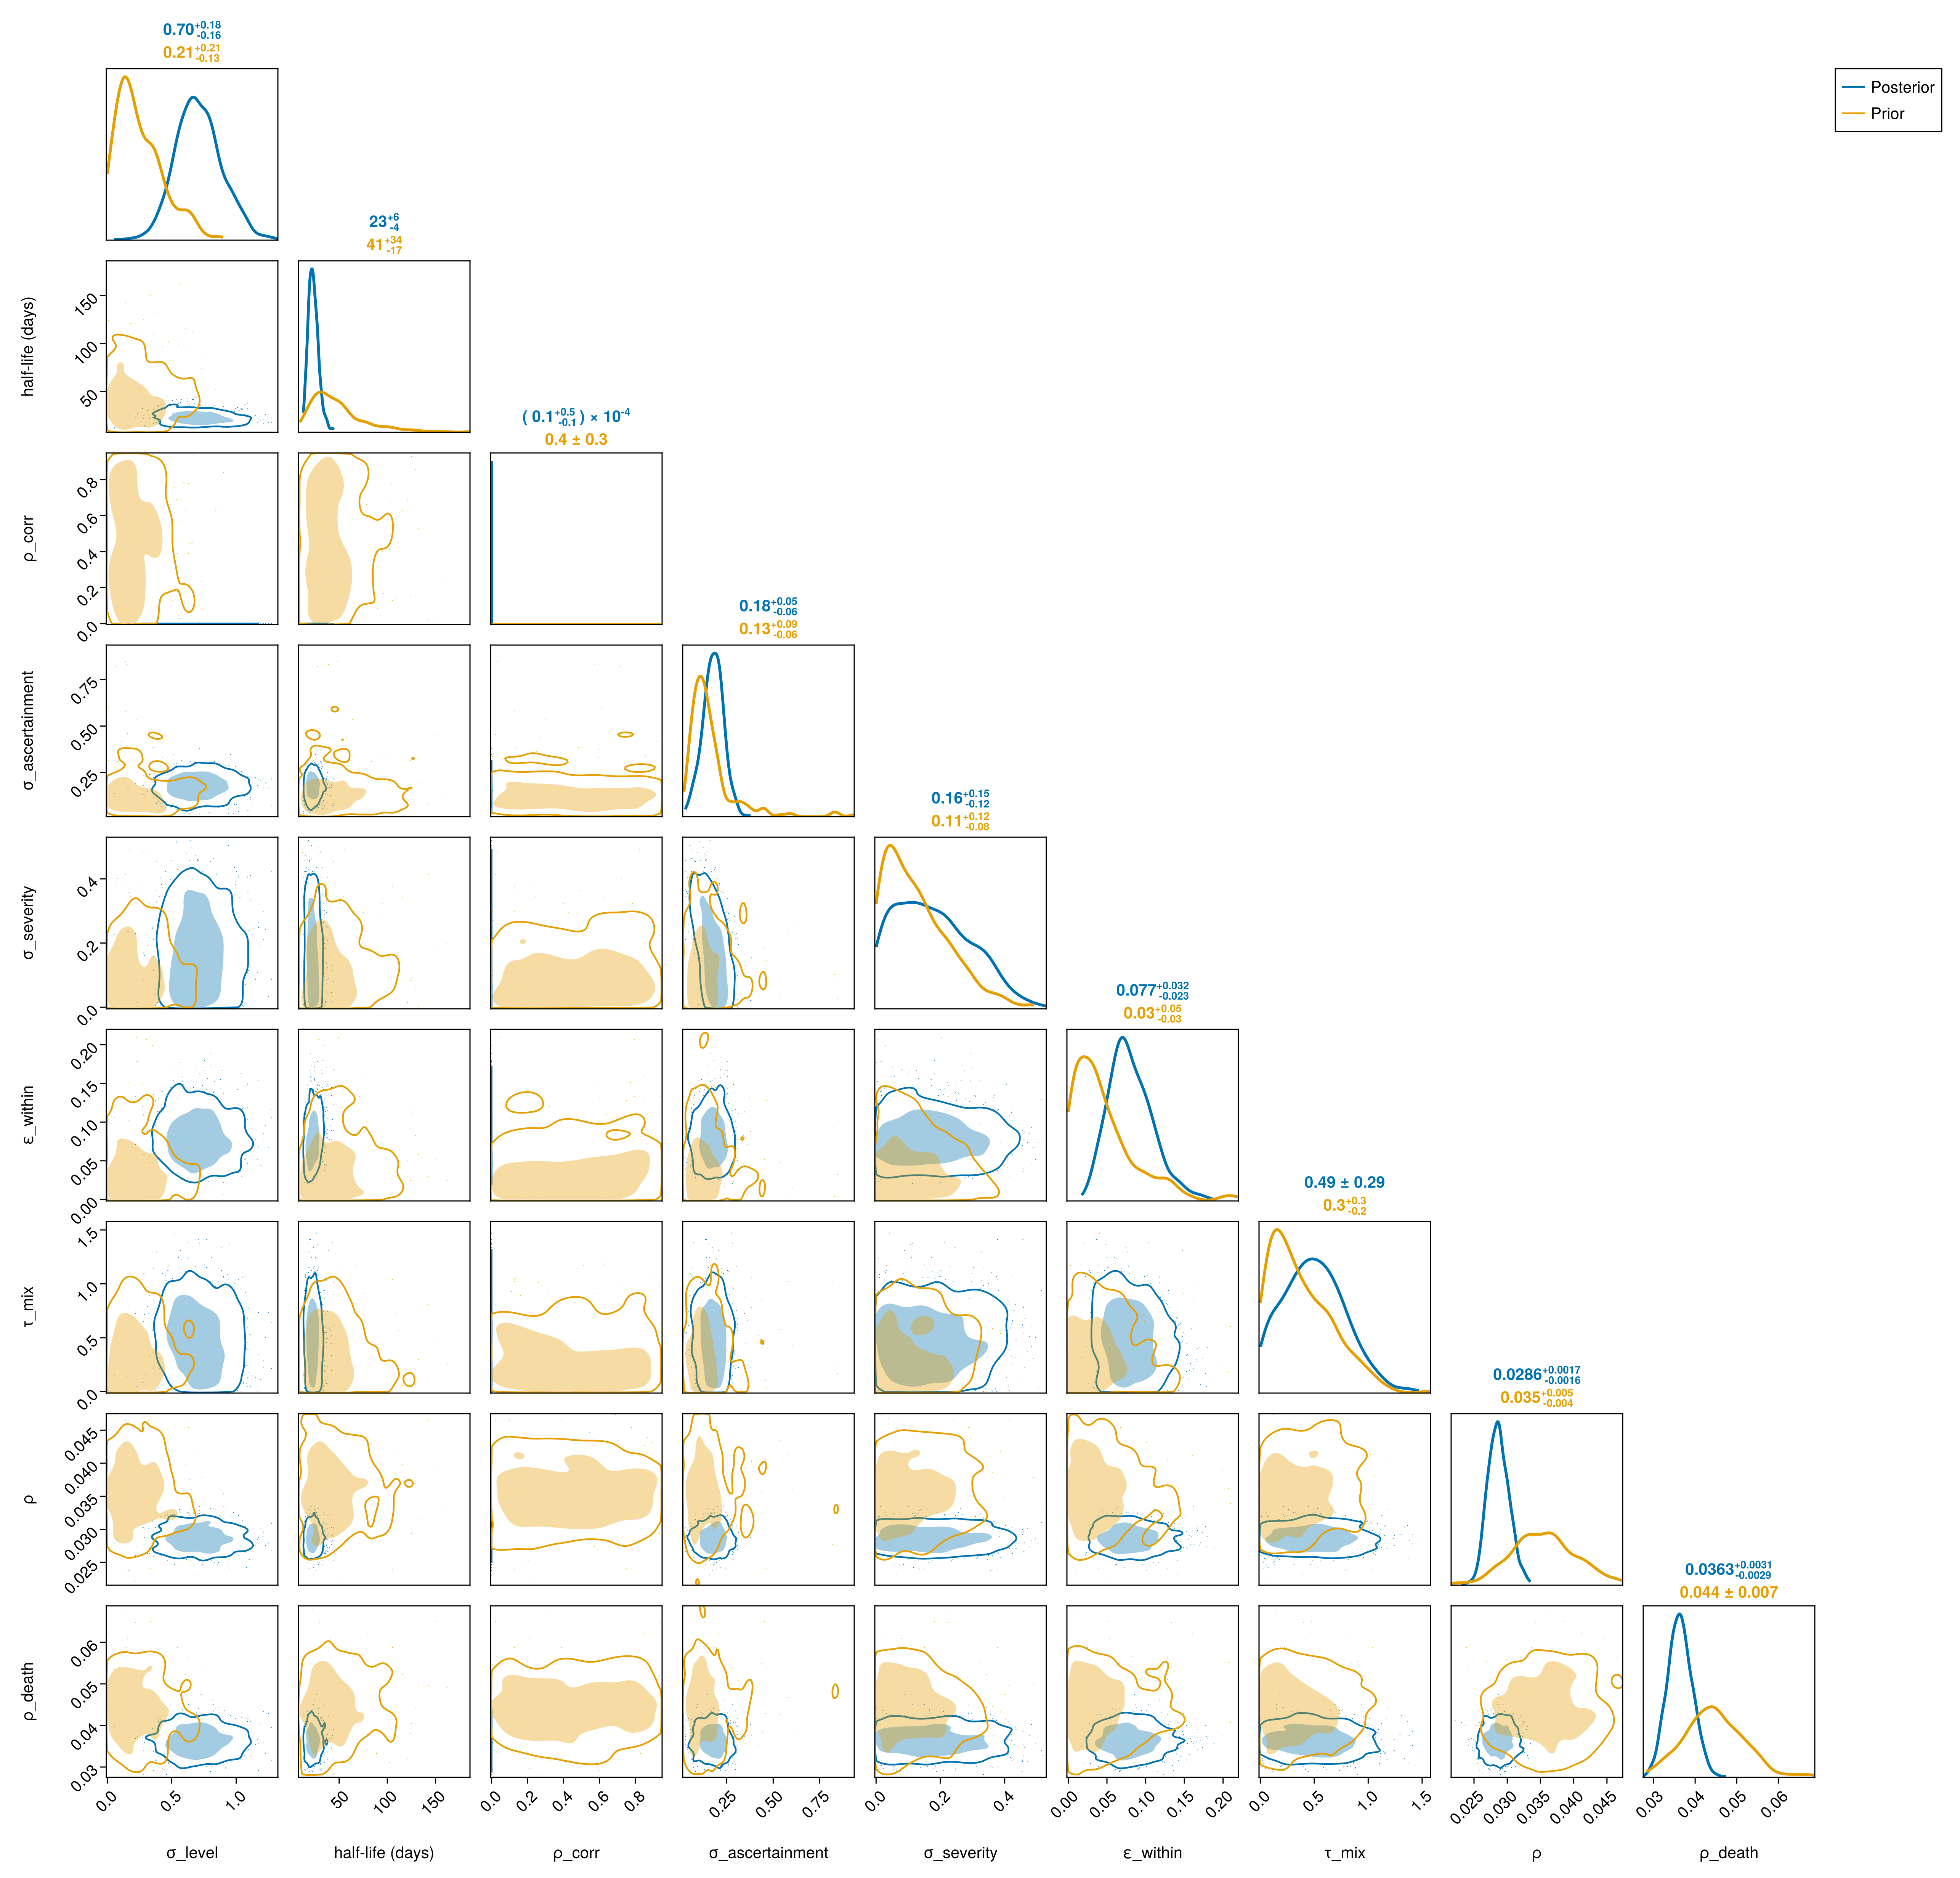 0.70+0.18-0.16
0.21+0.21-0.13
Posterior
Prior
23+6-4
41+34-17
half-life (days)
150
100
50
( 0.1+0.5-0.1 ) × 10-4
0.4 ± 0.3
ρ_corr
0.8
0.6
0.4
0.2
0.0
0.18+0.05-0.06
0.13+0.09-0.06
σ_ascertainment
0.75
0.50
0.25
0.16+0.15-0.12
0.11+0.12-0.08
σ_severity
0.4
0.2
0.0
0.077+0.032-0.023
0.03+0.05-0.03
ε_within
0.20
0.15
0.10
0.05
0.00
0.49 ± 0.29
0.3+0.3-0.2
τ_mix
1.5
1.0
0.5
0.0
0.0286+0.0017-0.0016
0.035+0.005-0.004
ρ
0.045
0.040
0.035
0.030
0.025
0.0363+0.0031-0.0029
0.044 ± 0.007
ρ_death
0.06
0.05
0.04
0.03
0.0 0.5 1.0 50 100 150 0.0 0.2 0.4 0.6 0.8 0.25 0.50 0.75 0.0 0.2 0.4 0.00 0.05 0.10 0.15 0.20 0.0 0.5 1.0 1.5 0.025 0.030 0.035 0.040 0.045 0.03 0.04 0.05 0.06
σ_level half-life (days) ρ_corr σ_ascertainment σ_severity ε_within τ_mix ρ ρ_death